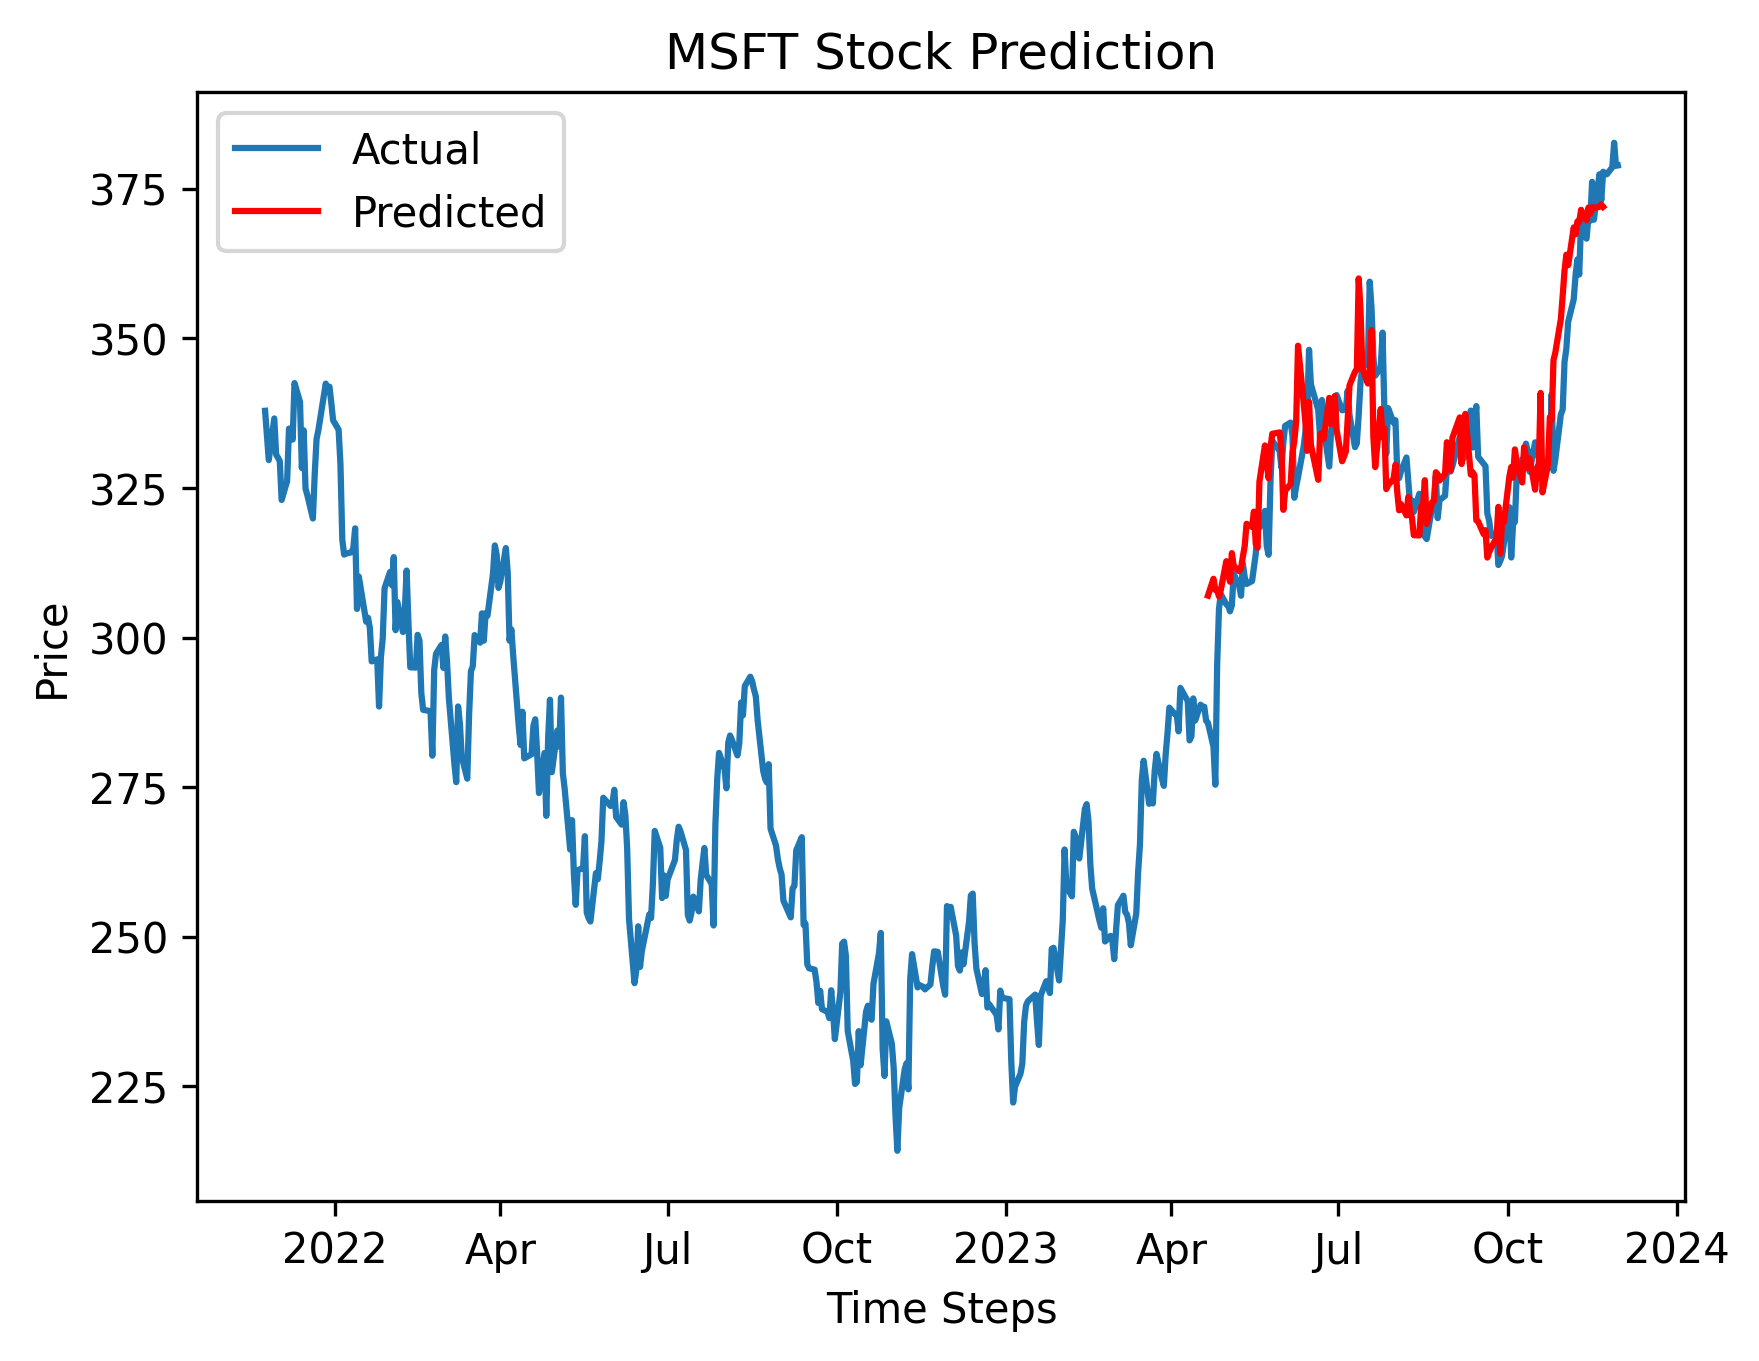 MSFT Stock Prediction
Actual
Predicted
375
350
325
300
275
250
225
Price
2022 Apr Jul Oct 2023 Apr Jul Oct 2024
Time Steps